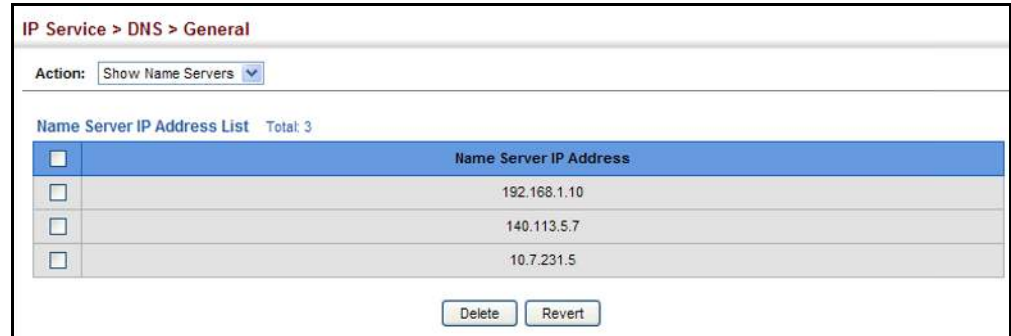 IP Service > DNS > General
Action: Show Name Servers
Name Server IP Address List Total: 3
Name Server IP Address
192.168.1.10
140.113.5.7
10.7.231.5
Delete Revert